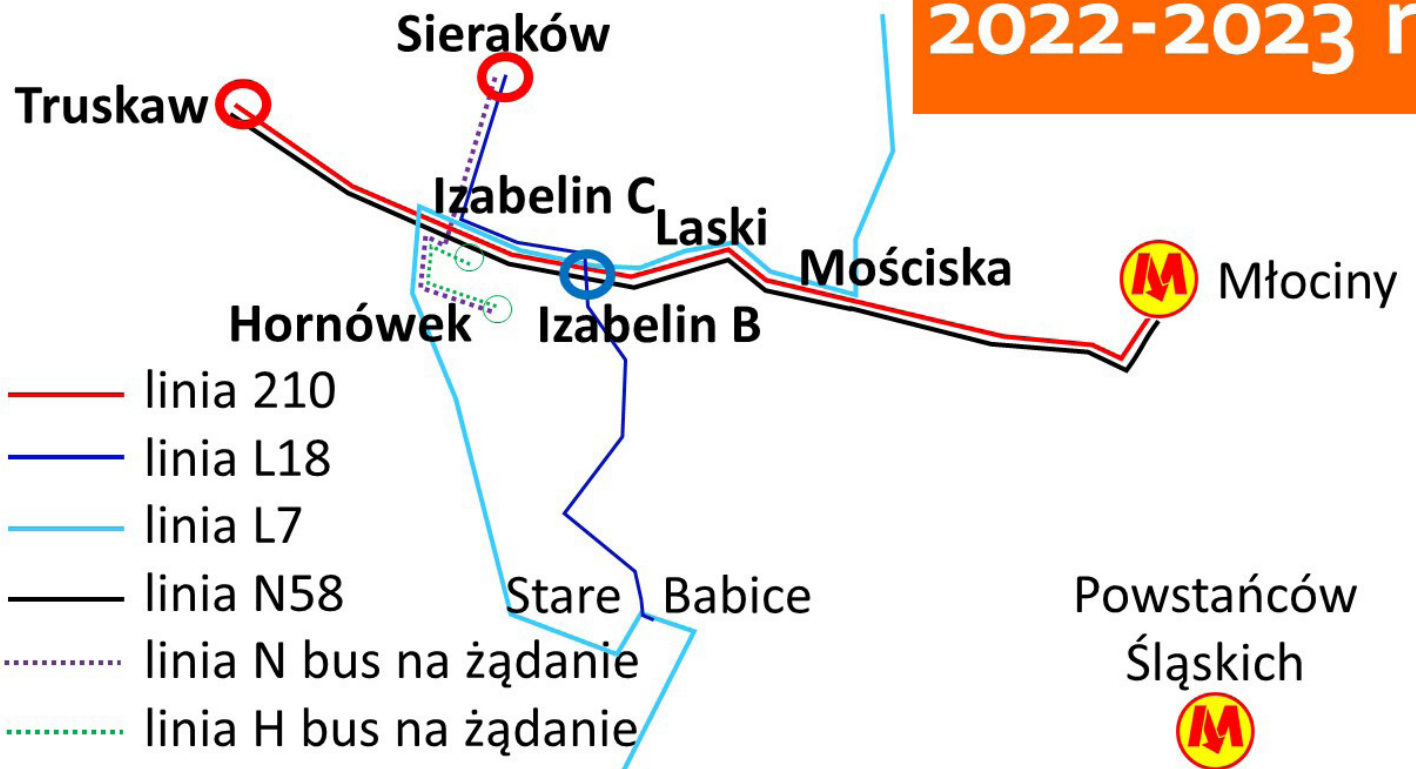 2022-2023 r
Sieraków
Truskaw
Izabelin C
Laski
Mościska
M Młociny
Hornówek
Izabelin B
linia 210
linia L18
linia L7
linia N58
Stare Babice
linia N bus na żądanie
linia H bus na żądanie
Powstańców
Śląskich
M